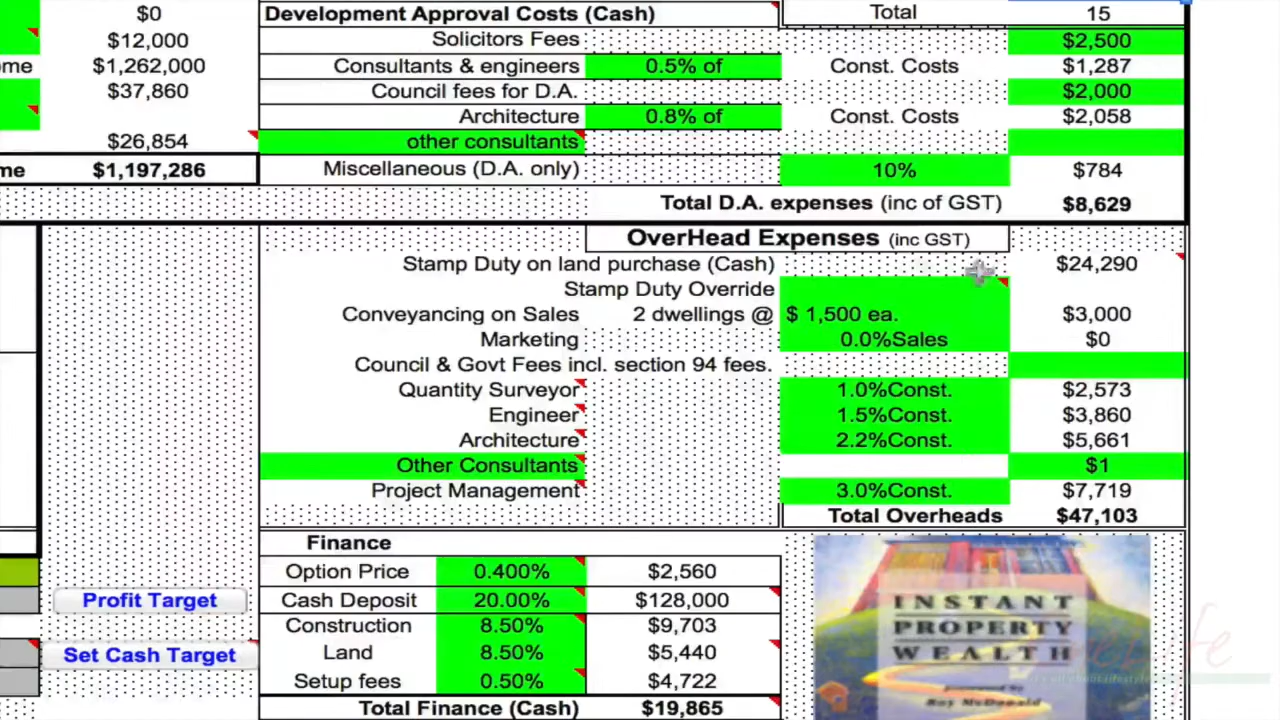 $0 Development Approval Costs (Cash) Total 15
$12,000 Solicitors Fees $2,500
ome $1,262,000 Consultants & engineers 0.5% of Const. Costs $1,287
$37,860 Council fees for D.A. $2,000
Architecture 0.8% of Const. Costs $2,058
$26,854 other consultants
me $1,197,286 Miscellaneous (D.A. only) 10% $784
Total D.A. expenses (inc of GST) $8,629
OverHead Expenses (inc GST)
Stamp Duty on land purchase (Cash) $24,290
Stamp Duty Override
Conveyancing on Sales 2 dwellings @ $ 1,500 ea. $3,000
Marketing 0.0%Sales $0
Council & Govt Fees incl. section 94 fees.
Quantity Surveyor 1.0%Const. $2,573
Engineer 1.5%Const. $3,860
Architecture 2.2%Const. $5,661
Other Consultants $1
Project Management 3.0%Const. $7,719
Total Overheads $47,103
Finance
Option Price 0.400% $2,560
Profit Target Cash Deposit 20.00% $128,000
Construction 8.50% $9,703
Set Cash Target Land 8.50% $5,440
Setup fees 0.50% $4,722
Total Finance (Cash) $19,865
INSTANT
PROPERTY
WEALTH